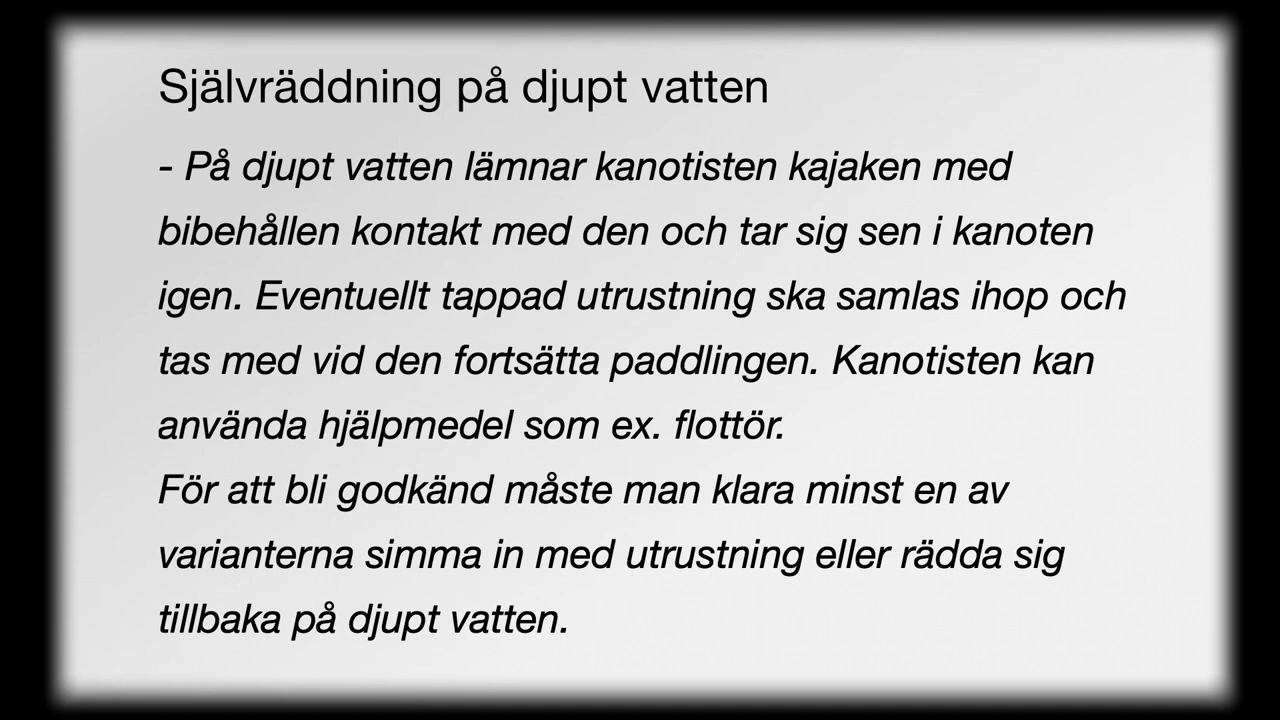 Självräddning på djupt vatten
- På djupt vatten lämnar kanotisten kajaken med
bibehållen kontakt med den och tar sig sen i kanoten
igen. Eventuellt tappad utrustning ska samlas ihop och
tas med vid den fortsätta paddlingen. Kanotisten kan
använda hjälpmedel som ex. flottör.
För att bli godkänd måste man klara minst en av
varianterna simma in med utrustning eller rädda sig
tillbaka på djupt vatten.